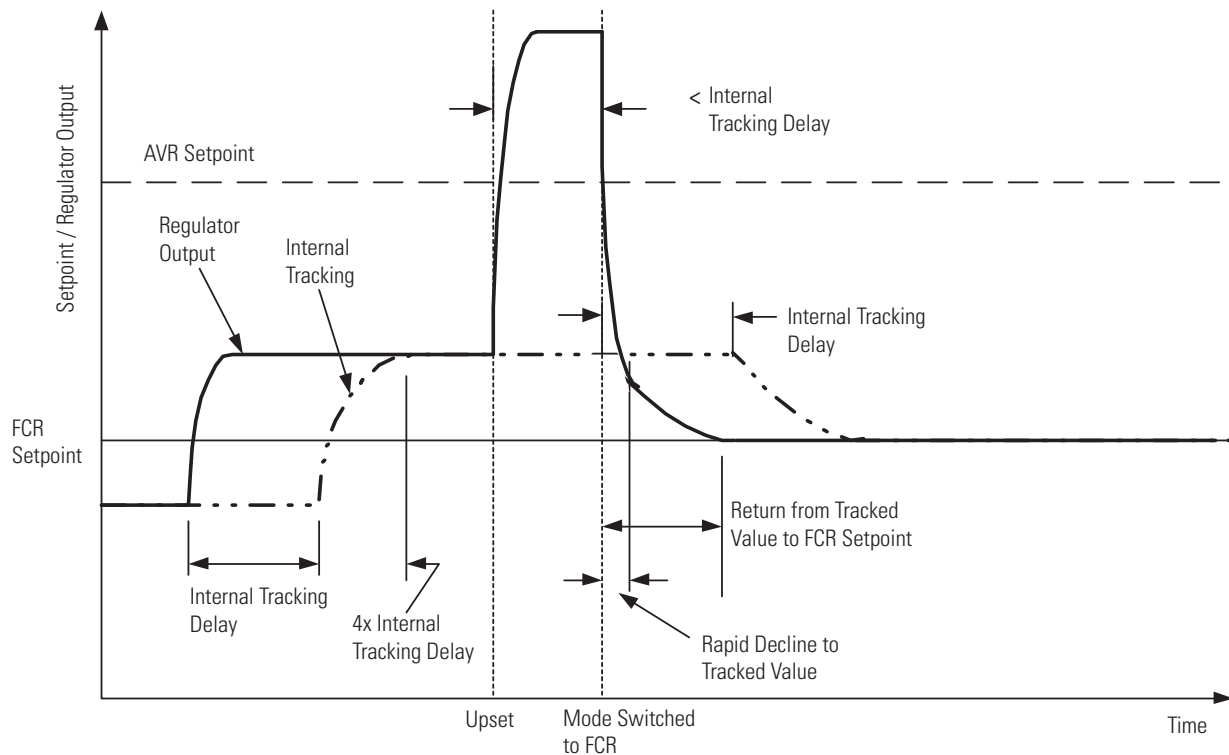 Setpoint / Regulator Output
< Internal
Tracking Delay
AVR Setpoint
Regulator
Output
Internal
Tracking
Internal Tracking
Delay
FCR
Setpoint
Return from Tracked
Value to FCR Setpoint
Internal Tracking
Delay
4x Internal
Tracking Delay
Rapid Decline to
Tracked Value
Upset
Mode Switched
to FCR
Time